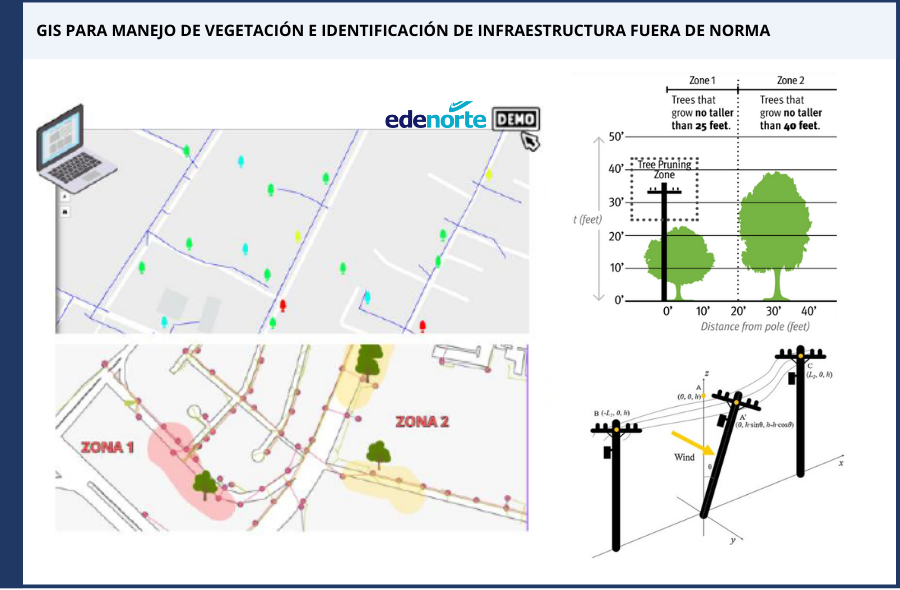 GIS PARA MANEJO DE VEGETACIÓN E IDENTIFICACIÓN DE INFRAESTRUCTURA FUERA DE NORMA
edenorte
DEMO
ZONA 1
ZONA 2
Zone 1
Zone 2
Trees that
grow no taller
than 25 feet.
Trees that
grow no taller
than 40 feet.
50'
40'
30'
20'
10'
0'
Tree Pruning
Zone
t (feet)
0'
10'
20'
30'
40'
Distance from pole (feet)
z
A
(0, 0, h)
B (-L₁, 0, h)
C
(L₂, 0, h)
A'
(0, h·sinθ, h-h·cosθ)
Wind
θ
x
y